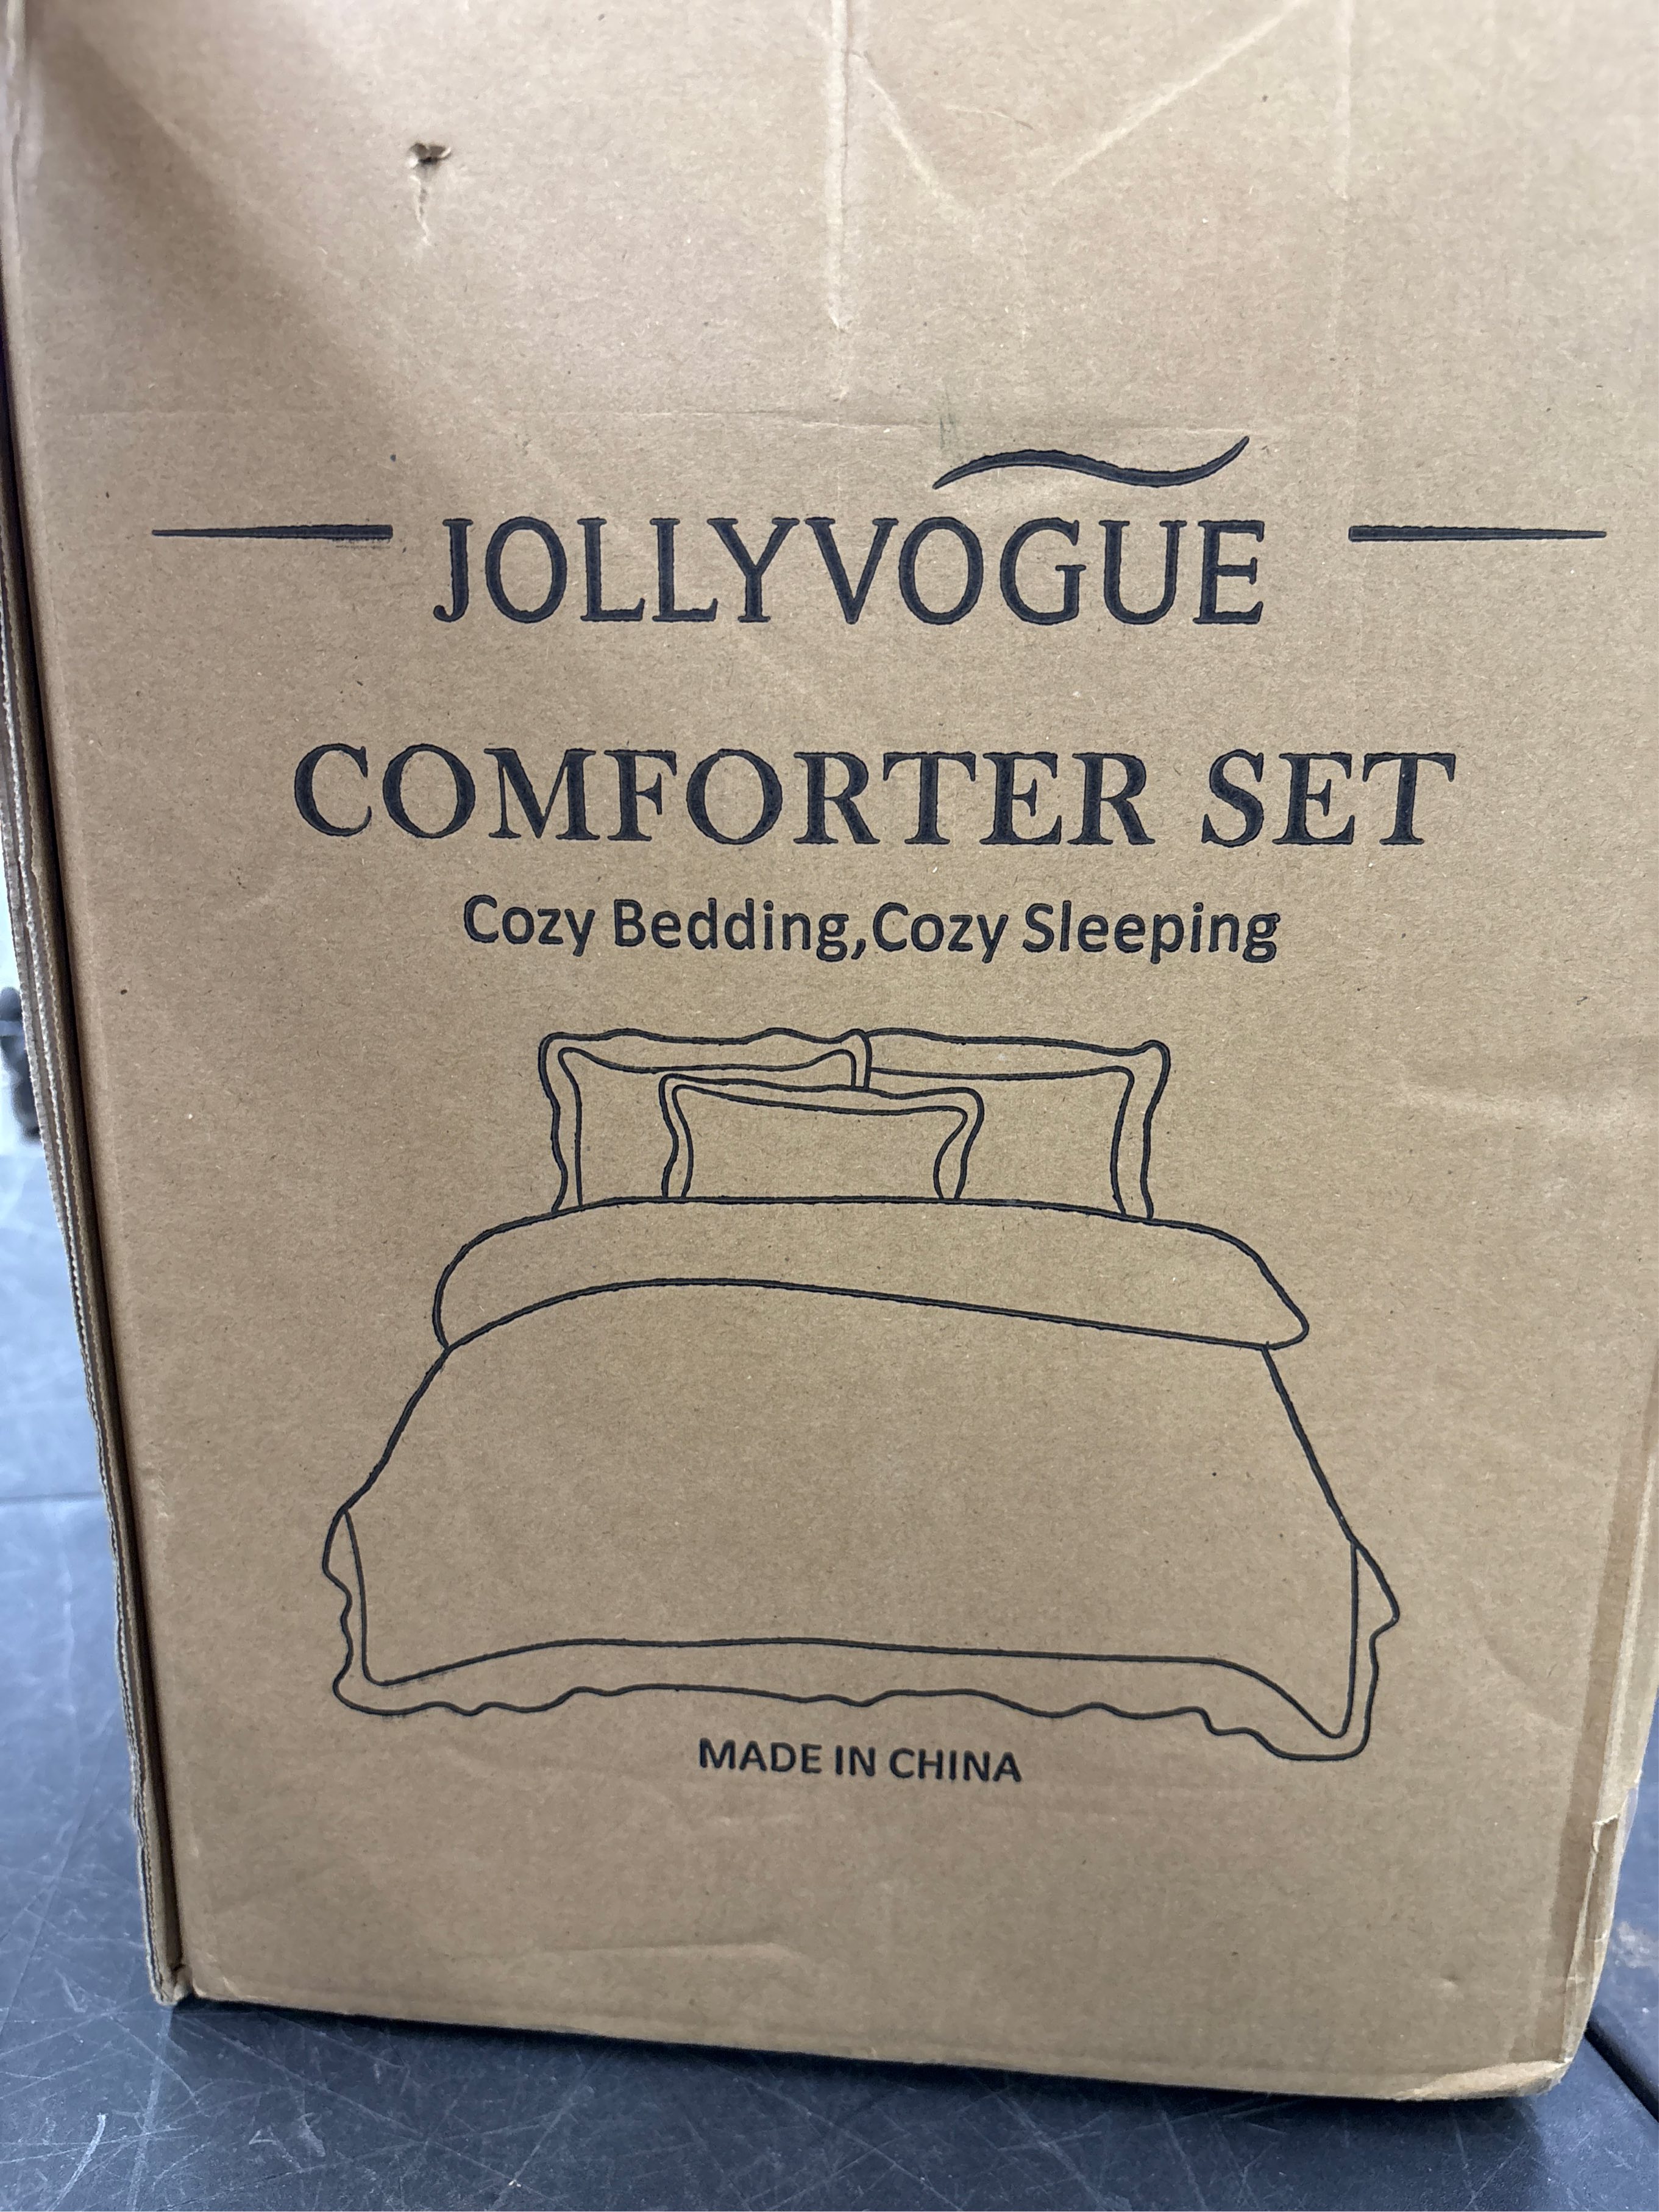 JOLLYVOGUE
COMFORTER SET
Cozy Bedding,Cozy Sleeping
MADE IN CHINA